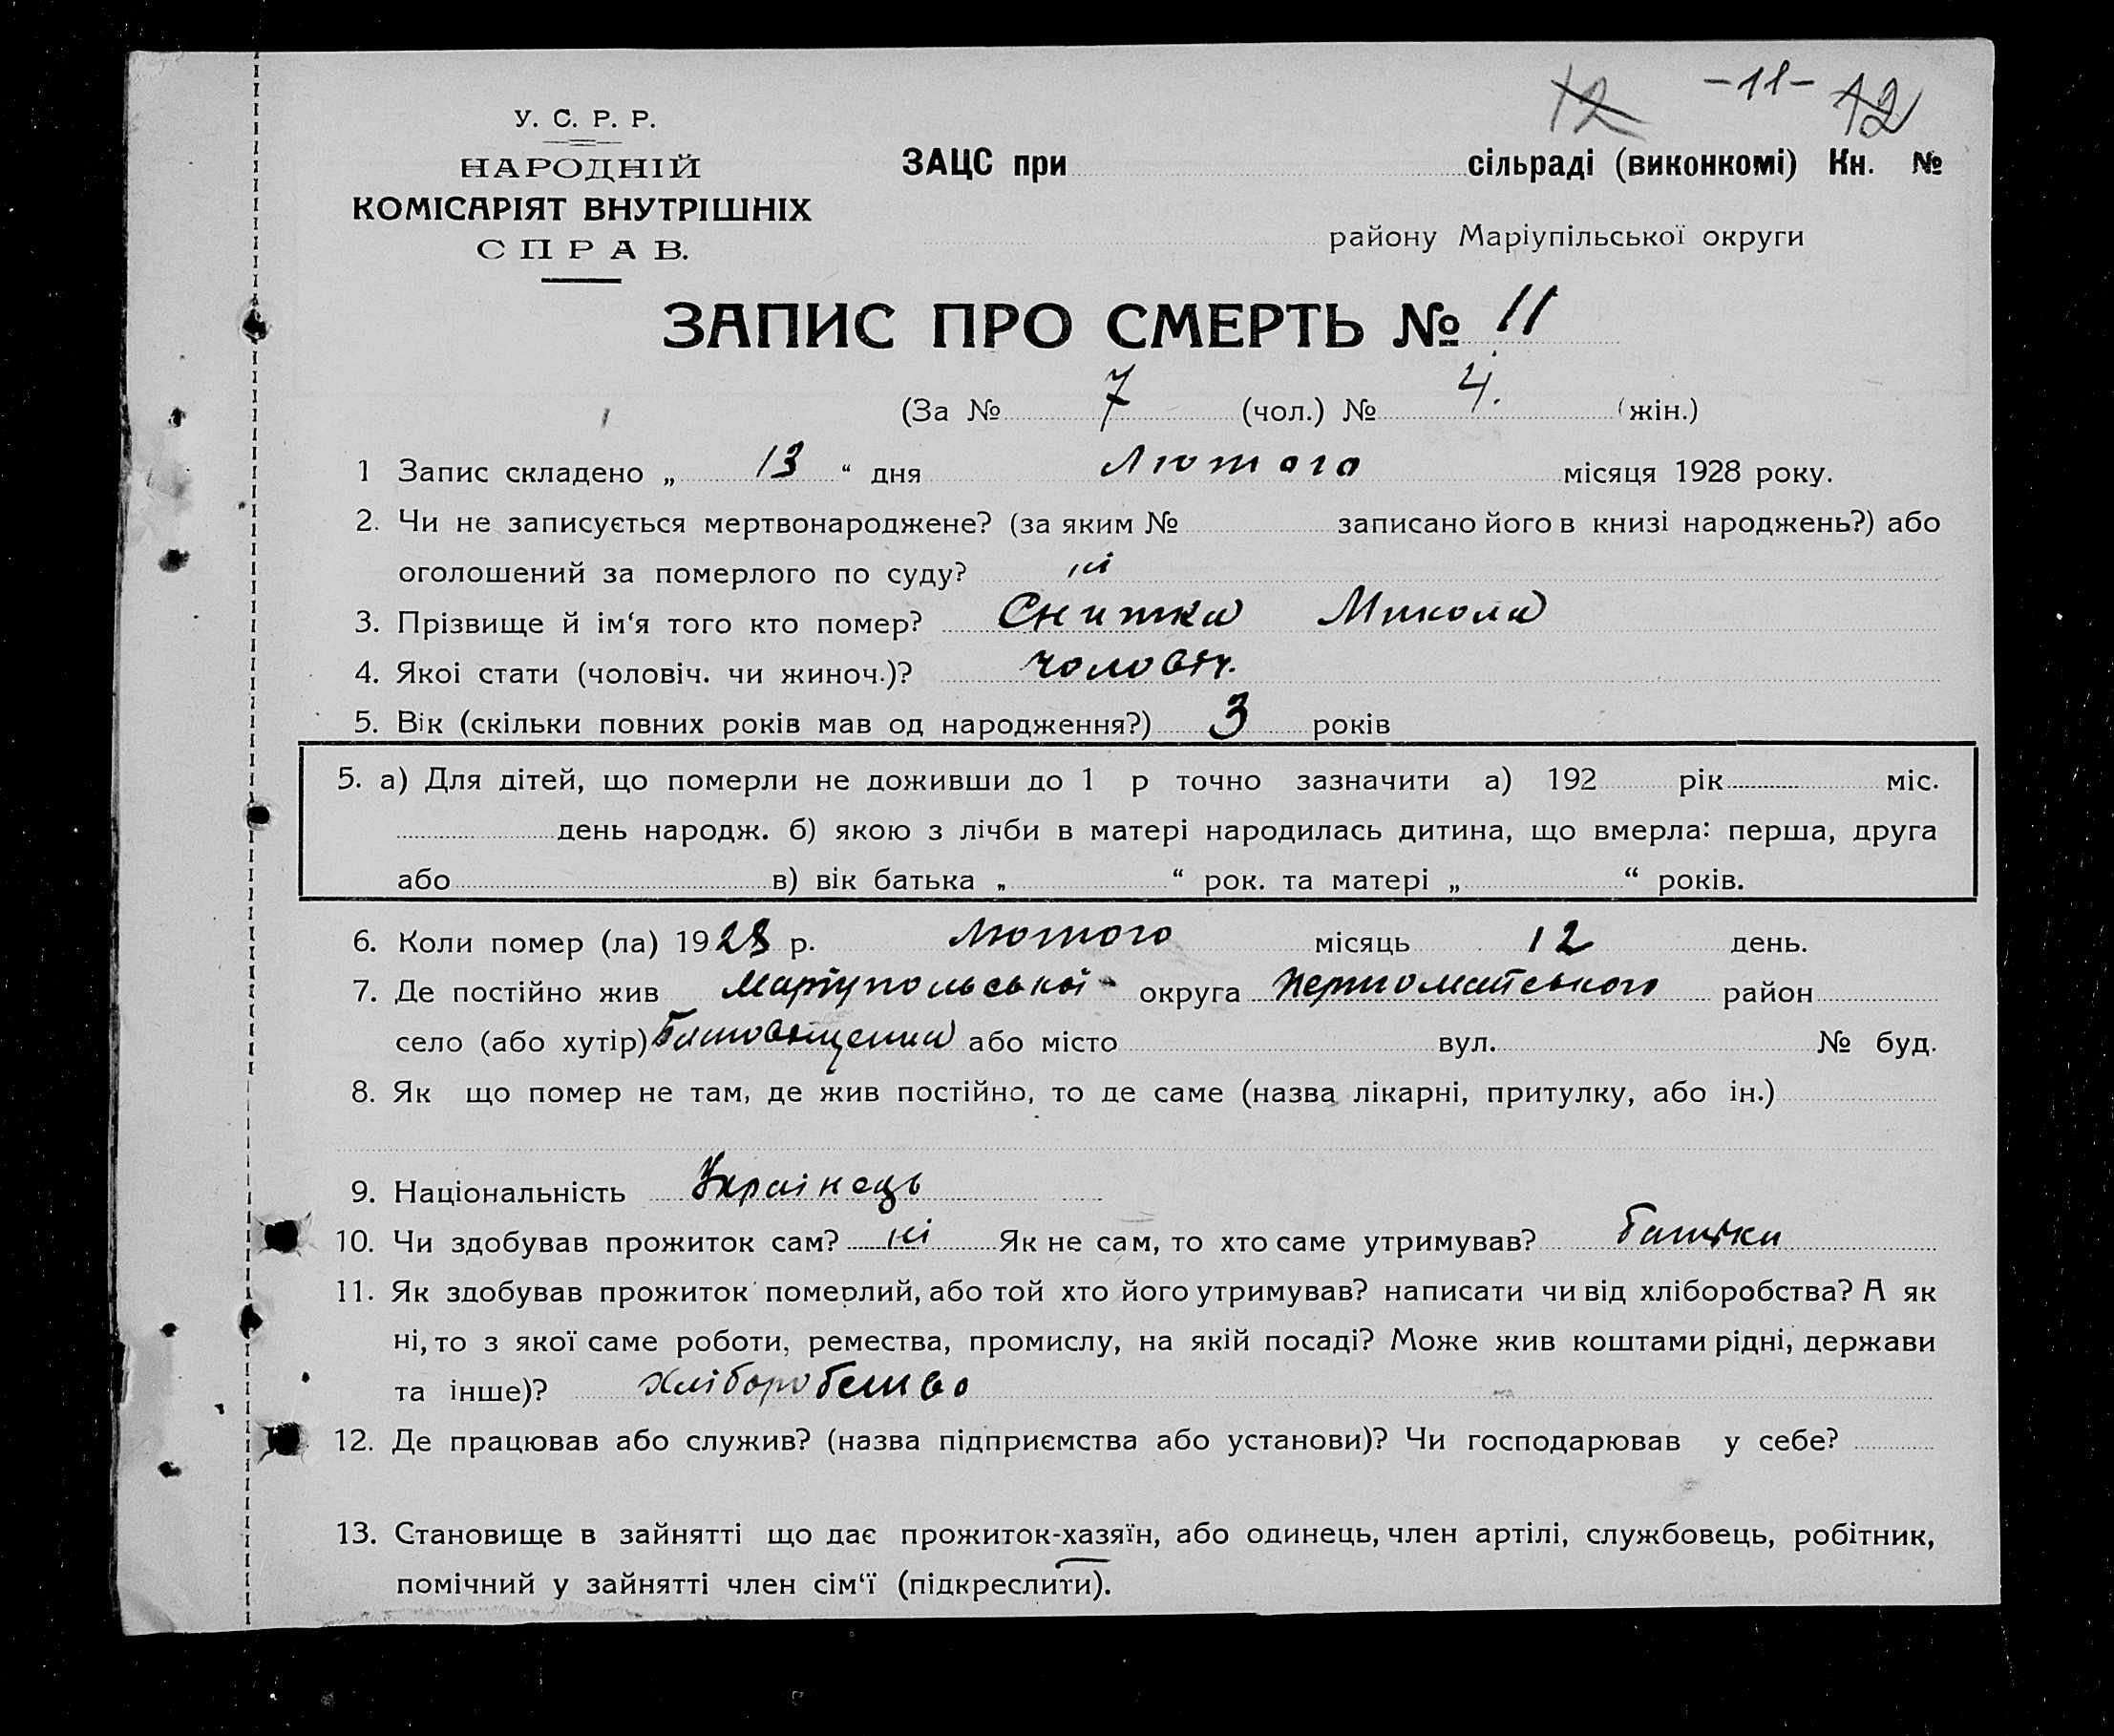 12 -11- 12
У. С. Р. Р.
НАРОДНІЙ
КОМІСАРІЯТ ВНУТРІШНІХ
СПРАВ.
ЗАЦС при сільраді (виконкомі) Кн. №
району Маріупільської округи
ЗАПИС ПРО СМЕРТЬ № 11
(За № 7 (чол.) № 4. (жін.)
1 Запис складено „ 13 “ дня Лютого місяця 1928 року.
2. Чи не записується мертвонароджене? (за яким № записано його в книзі народжень?) або
оголошений за померлого по суду? ні
3. Прізвище й ім‘я того кто помер? Снитка Микола
4. Якоі стати (чоловіч. чи жиноч.)? чоловіч.
5. Вік (скільки повних років мав од народження?) 3 років
5. а) Для дітей, що померли не доживши до 1 р точно зазначити а) 192 рік міс.
день народж. б) якою з лічби в матері народилась дитина, що вмерла: перша, друга
або в) вік батька „ “ рок. та матері „ “ років.
6. Коли помер (ла) 1928 р. Лютого місяць 12 день.
7. Де постійно жив Маріупольської округа Першомайського район
село (або хутір) або місто вул. № буд.
8. Як що помер не там, де жив постійно, то де саме (назва лікарні, притулку, або ін.)
9. Національність Украінець
10. Чи здобував прожиток сам? ні Як не сам, то хто саме утримував? батьки
11. Як здобував прожиток померлий, або той хто його утримував? написати чи від хліборобства? А як
ні, то з якої саме роботи, ремества, промислу, на якій посаді? Може жив коштами рідні, держави
та інше)? хліборобство
12. Де працював або служив? (назва підприємства або установи)? Чи господарював у себе?
13. Становище в зайнятті що дає прожиток-хазяїн, або одинець, член артілі, службовець, робітник,
помічний у зайнятті член сім‘ї (підкреслити).